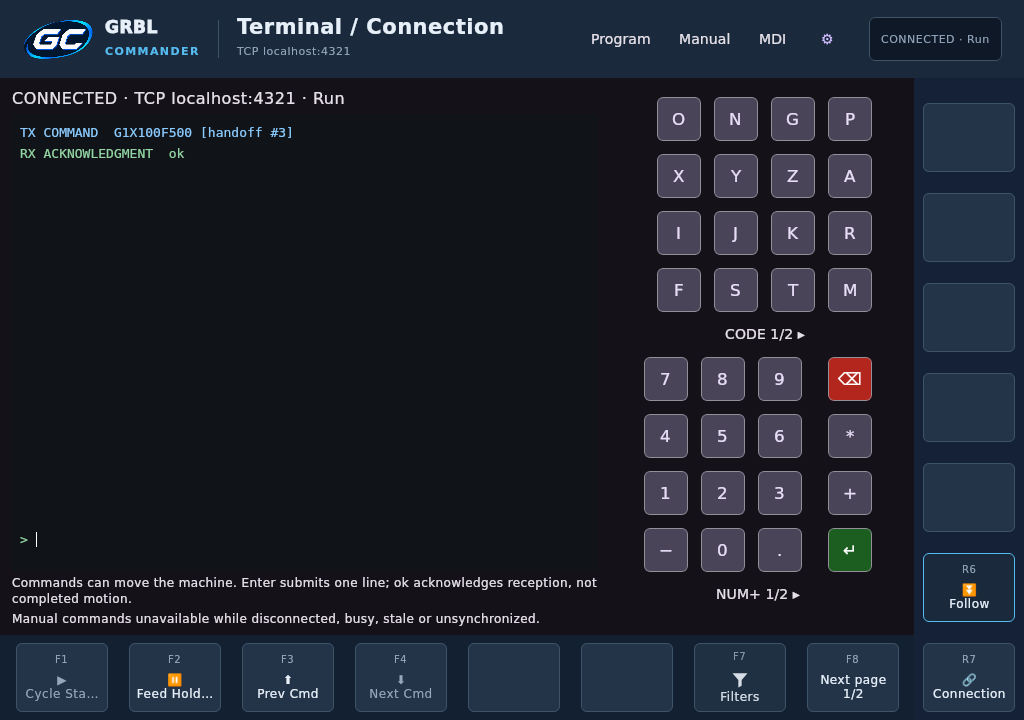 GC GRBL
COMMANDER
Terminal / Connection
TCP localhost:4321
Program Manual MDI ⚙ CONNECTED · Run
CONNECTED · TCP localhost:4321 · Run
TX COMMAND G1X100F500 [handoff #3]
RX ACKNOWLEDGMENT ok
>
Commands can move the machine. Enter submits one line; ok acknowledges reception, not
completed motion.
Manual commands unavailable while disconnected, busy, stale or unsynchronized.
O N G P
X Y Z A
I J K R
F S T M
CODE 1/2 ▸
7 8 9 ⌫
4 5 6 *
1 2 3 +
− 0 . ↵
NUM+ 1/2 ▸
R6
⏬
Follow
F1
▶
Cycle Sta...
F2
⏸
Feed Hold...
F3
⬆
Prev Cmd
F4
⬇
Next Cmd
F7
Filters
F8
Next page
1/2
R7
🔗
Connection